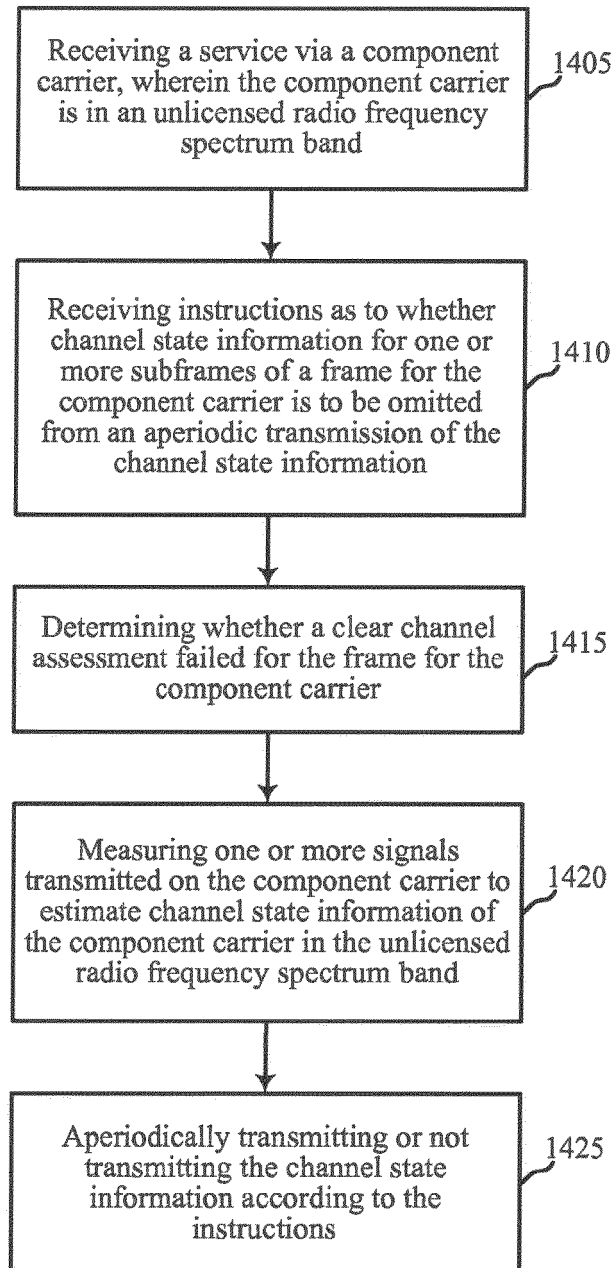 Receiving a service via a component
carrier, wherein the component carrier
is in an unlicensed radio frequency
spectrum band
1405
Receiving instructions as to whether
channel state information for one or
more subframes of a frame for the
component carrier is to be omitted
from an aperiodic transmission of the
channel state information
1410
Determining whether a clear channel
assessment failed for the frame for the
component carrier
1415
Measuring one or more signals
transmitted on the component carrier to
estimate channel state information of
the component carrier in the unlicensed
radio frequency spectrum band
1420
Aperiodically transmitting or not
transmitting the channel state
information according to the
instructions
1425